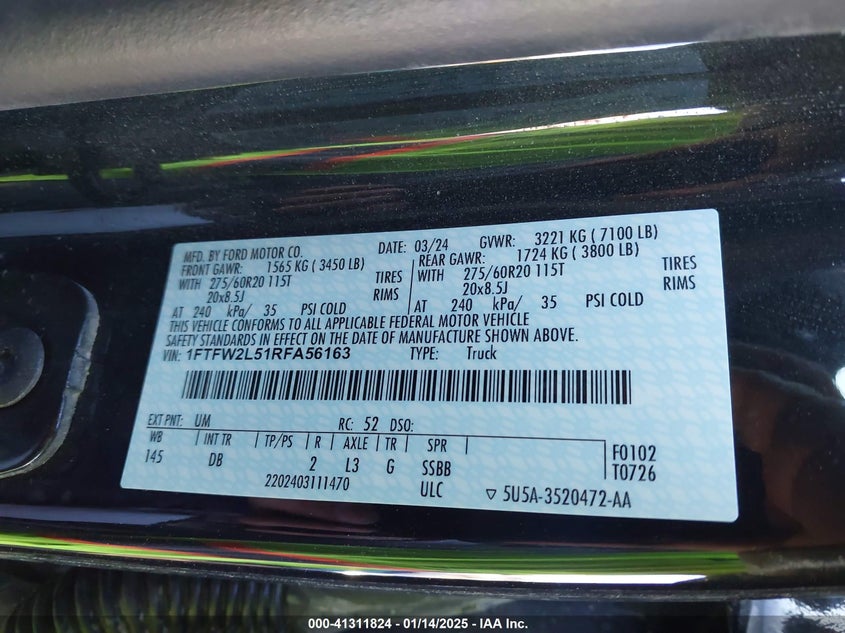 MFD. BY FORD MOTOR CO. DATE: 03/24 GVWR: 3221 KG ( 7100 LB)
FRONT GAWR: 1565 KG ( 3450 LB) REAR GAWR: 1724 KG ( 3800 LB)
WITH 275/60R20 115T TIRES WITH 275/60R20 115T TIRES
20x8.5J RIMS 20x8.5J RIMS
AT 240 kPa/ 35 PSI COLD AT 240 kPa/ 35 PSI COLD
THIS VEHICLE CONFORMS TO ALL APPLICABLE FEDERAL MOTOR VEHICLE
SAFETY STANDARDS IN EFFECT ON THE DATE OF MANUFACTURE SHOWN ABOVE.
VIN: 1FTFW2L51RFA56163 TYPE: Truck
EXT PNT: UM RC: 52 DSO:
WB INT TR TP/PS R AXLE TR SPR F0102
145 DB 2 L3 G SSBB T0726
2202403111470 ULC ▽ 5U5A-3520472-AA
000-41311824 - 01/14/2025 - IAA Inc.